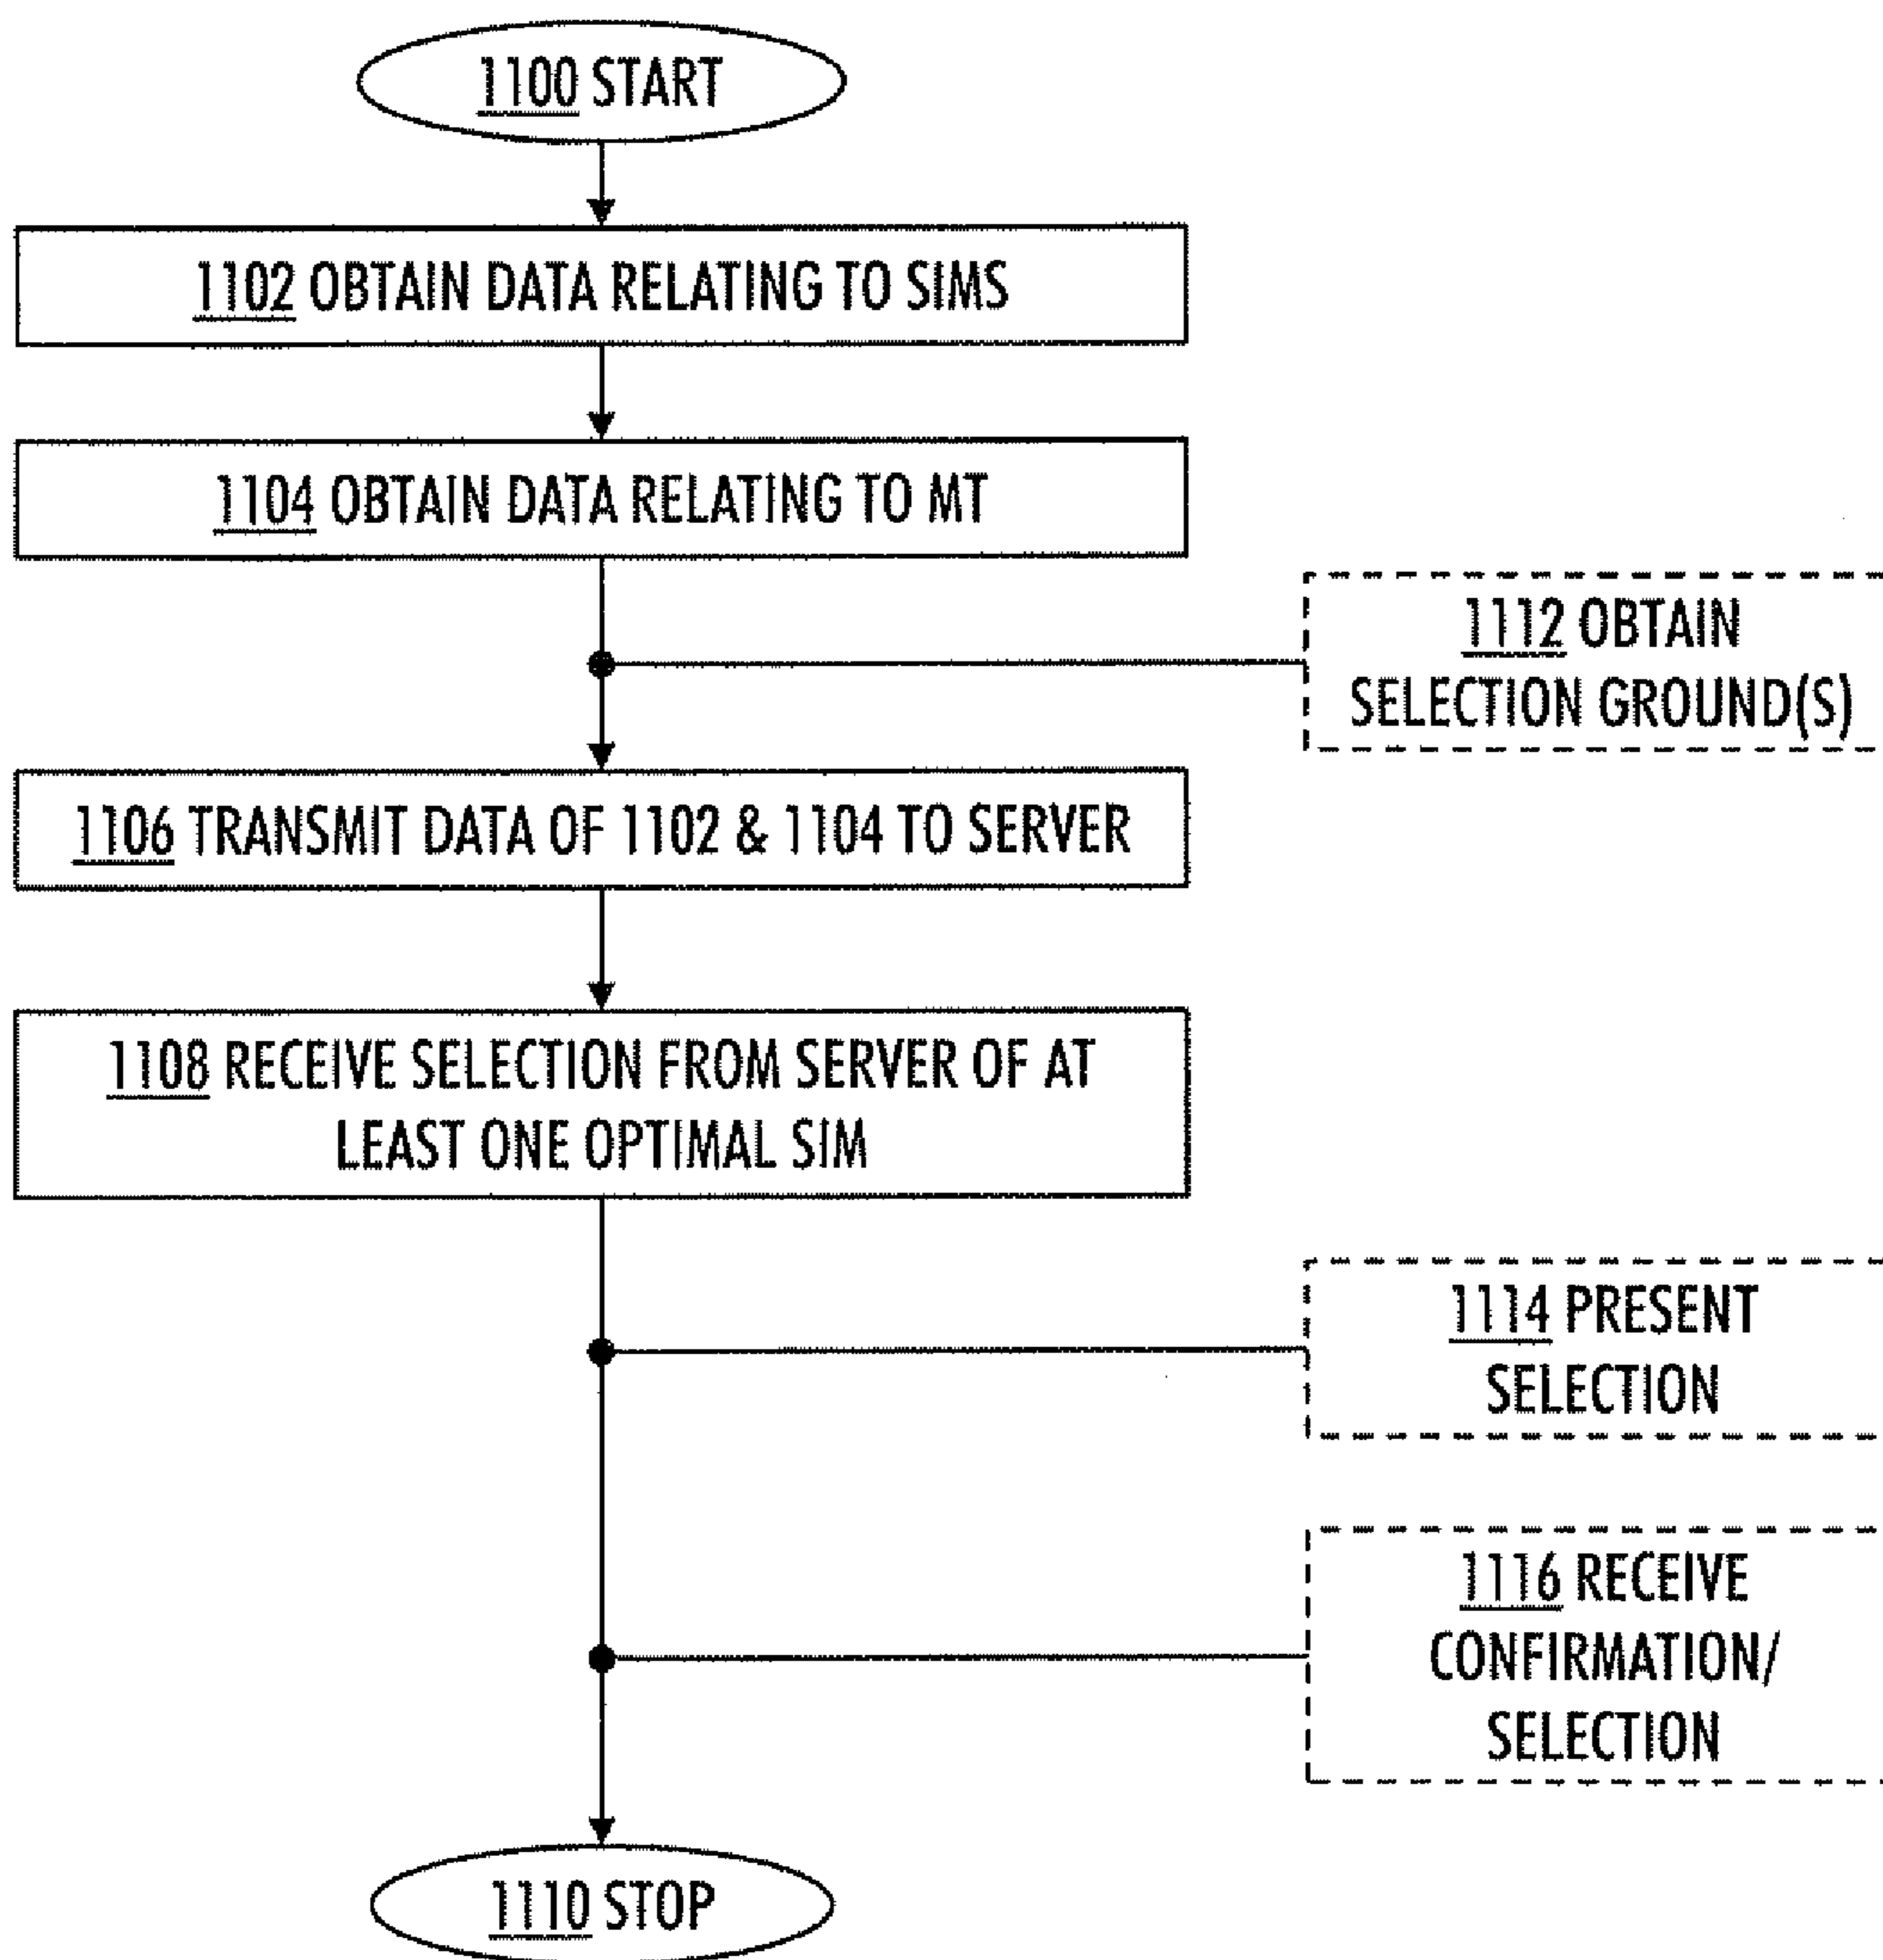 1100 START
1102 OBTAIN DATA RELATING TO SIMS
1104 OBTAIN DATA RELATING TO MT
1112 OBTAIN
SELECTION GROUND(S)
1106 TRANSMIT DATA OF 1102 & 1104 TO SERVER
1108 RECEIVE SELECTION FROM SERVER OF AT
LEAST ONE OPTIMAL SIM
1114 PRESENT
SELECTION
1116 RECEIVE
CONFIRMATION/
SELECTION
1110 STOP